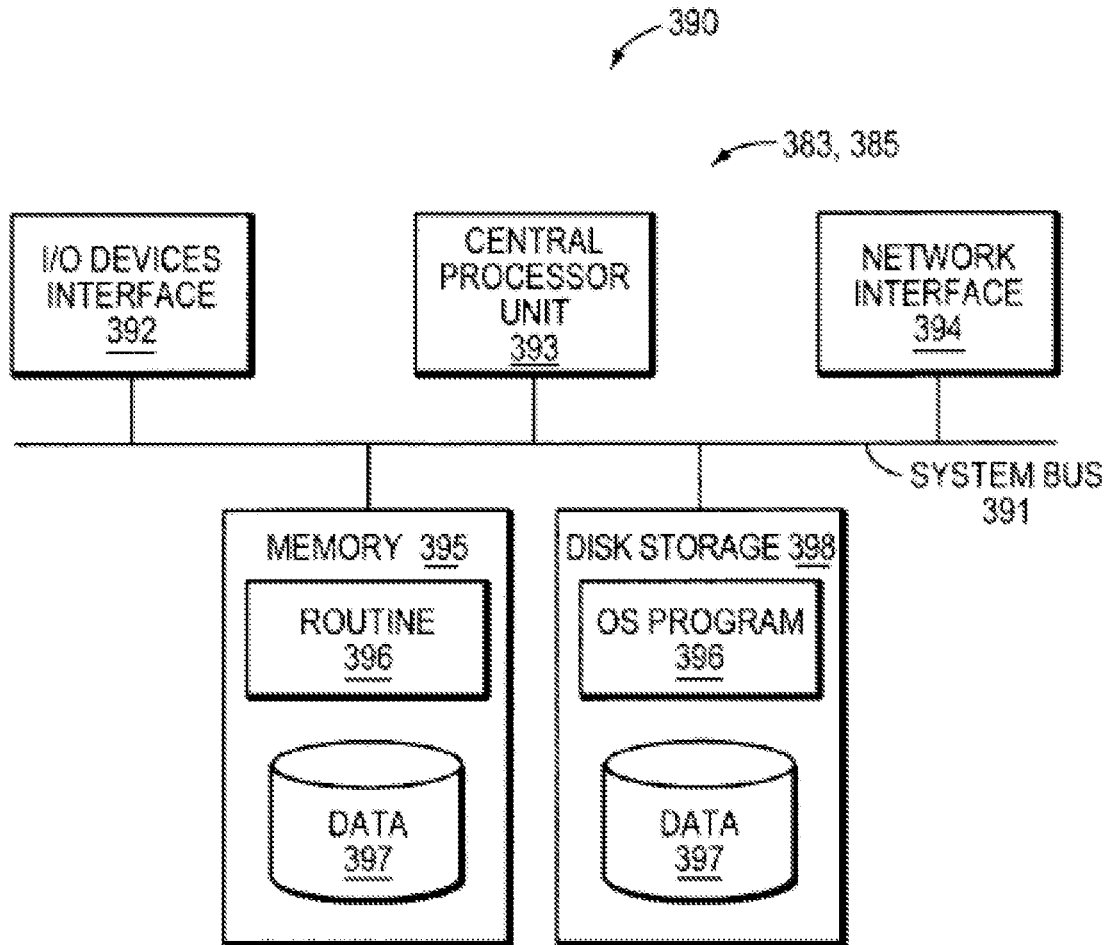 390
383, 385
I/O DEVICES
INTERFACE
392
CENTRAL
PROCESSOR
UNIT
393
NETWORK
INTERFACE
394
SYSTEM BUS
391
MEMORY 395
ROUTINE
396
DATA
397
DISK STORAGE 398
OS PROGRAM
396
DATA
397